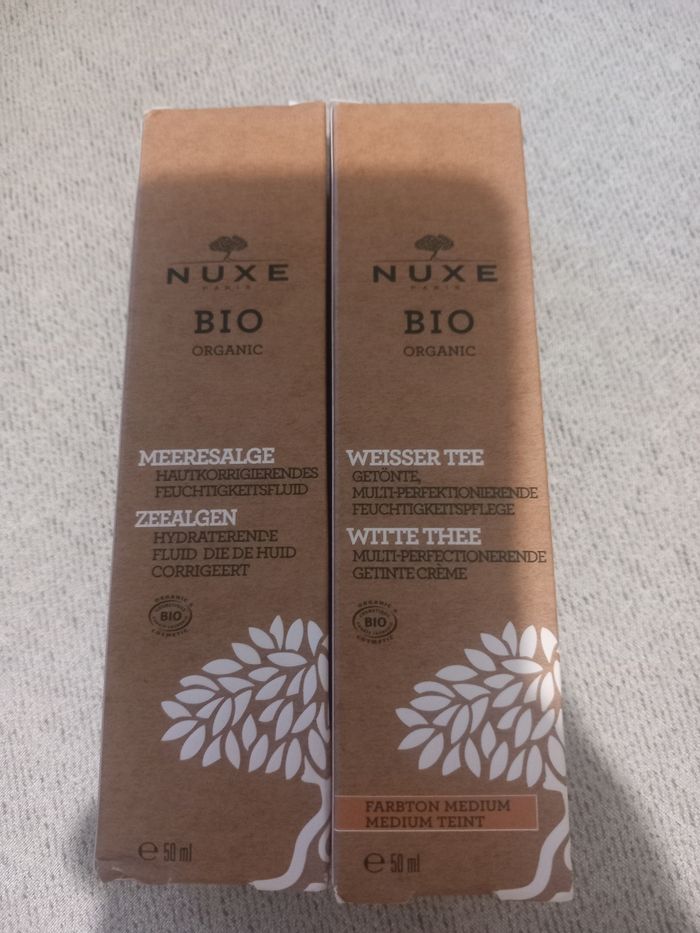 NUXE
PARIS
BIO
ORGANIC
MEERESALGE
HAUTKORRIGIERENDES
FEUCHTIGKEITSFLUID
ZEEALGEN
HYDRATERENDE
FLUID DIE DE HUID
CORRIGEERT
BIO
e 50 ml
NUXE
PARIS
BIO
ORGANIC
WEISSER TEE
GETÖNTE,
MULTI-PERFEKTIONIERENDE
FEUCHTIGKEITSPFLEGE
WITTE THEE
MULTI-PERFECTIONERENDE
GETINTE CRÈME
ORGANIC
BIO
COSMETIC
FARBTON MEDIUM
MEDIUM TEINT
e 50 ml